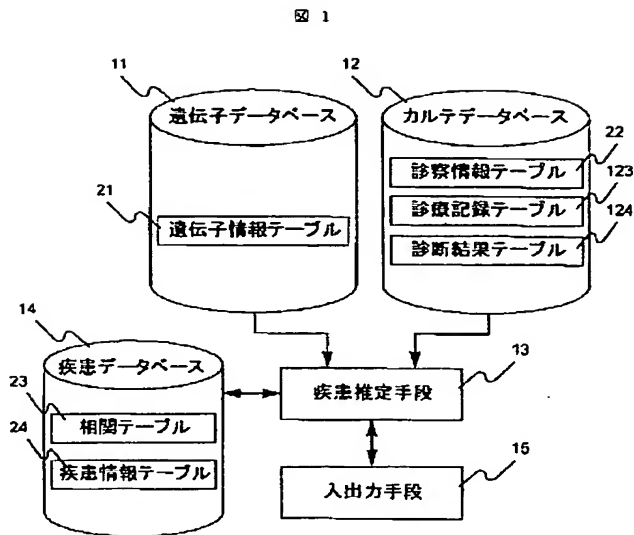 図 1
11
遺伝子データベース
21
遺伝子情報テーブル
12
カルテデータベース
22
診察情報テーブル
123
診療記録テーブル
124
診断結果テーブル
14
疾患データベース
23
相関テーブル
24
疾患情報テーブル
13
疾患推定手段
15
入出力手段